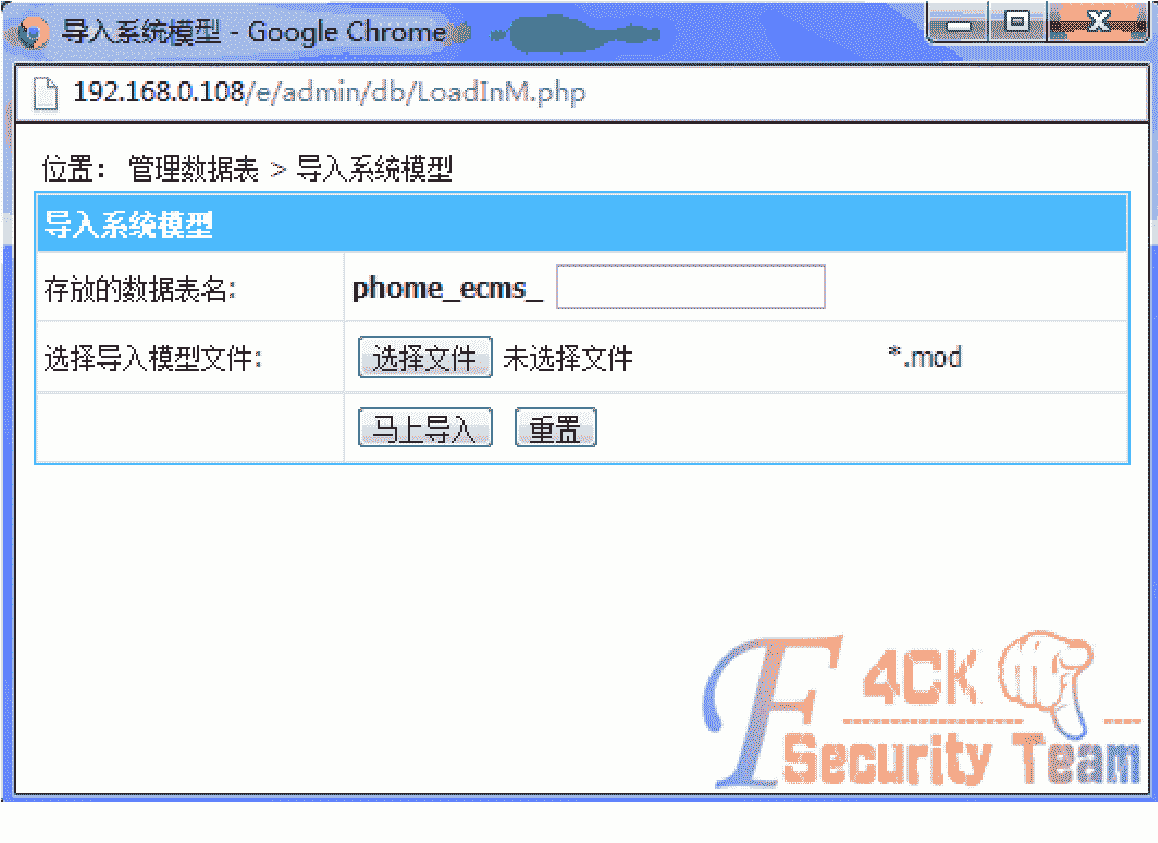 导入系统模型 - Google Chrome
192.168.0.108/e/admin/db/LoadInM.php
位置： 管理数据表 > 导入系统模型
导入系统模型
存放的数据表名: phome_ecms_
选择导入模型文件: 选择文件 未选择文件 *.mod
马上导入 重置
F4CK
Security Team